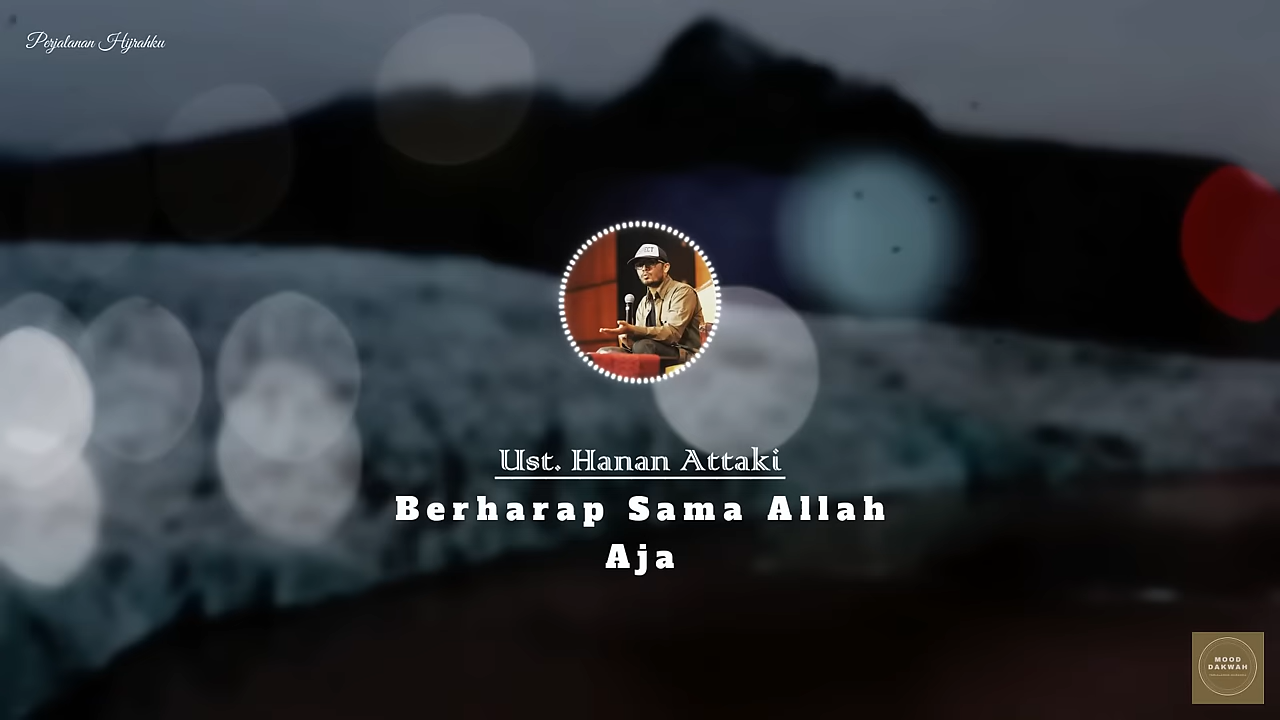 Perjalanan Hijrahku
Ust. Hanan Attaki
Berharap Sama Allah
Aja
MOOD
DAKWAH